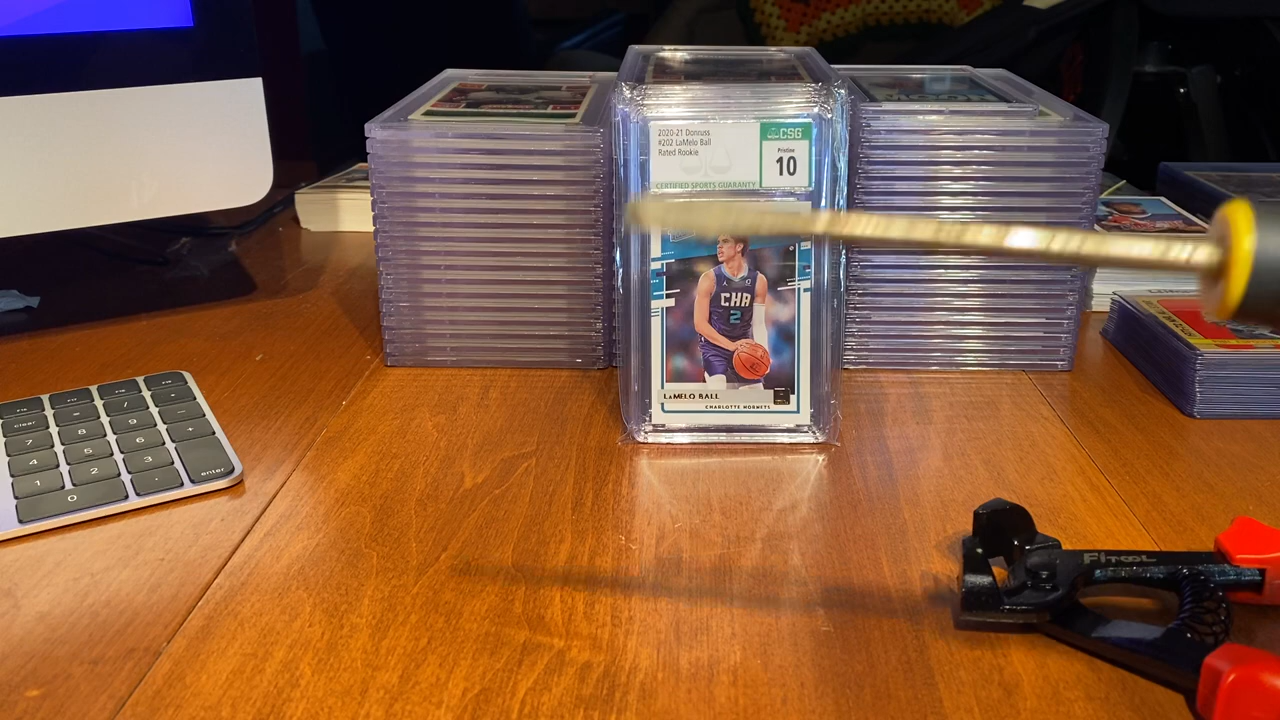 2020-21 Donruss
#202 LaMelo Ball
Rated Rookie
CSG
Pristine
10
CERTIFIED SPORTS GUARANTY
CHA
2
LAMELO BALL
CHARLOTTE HORNETS
clear
/
7
8
9
4
5
6
+
1
2
3
0
.
enter
FITOOL